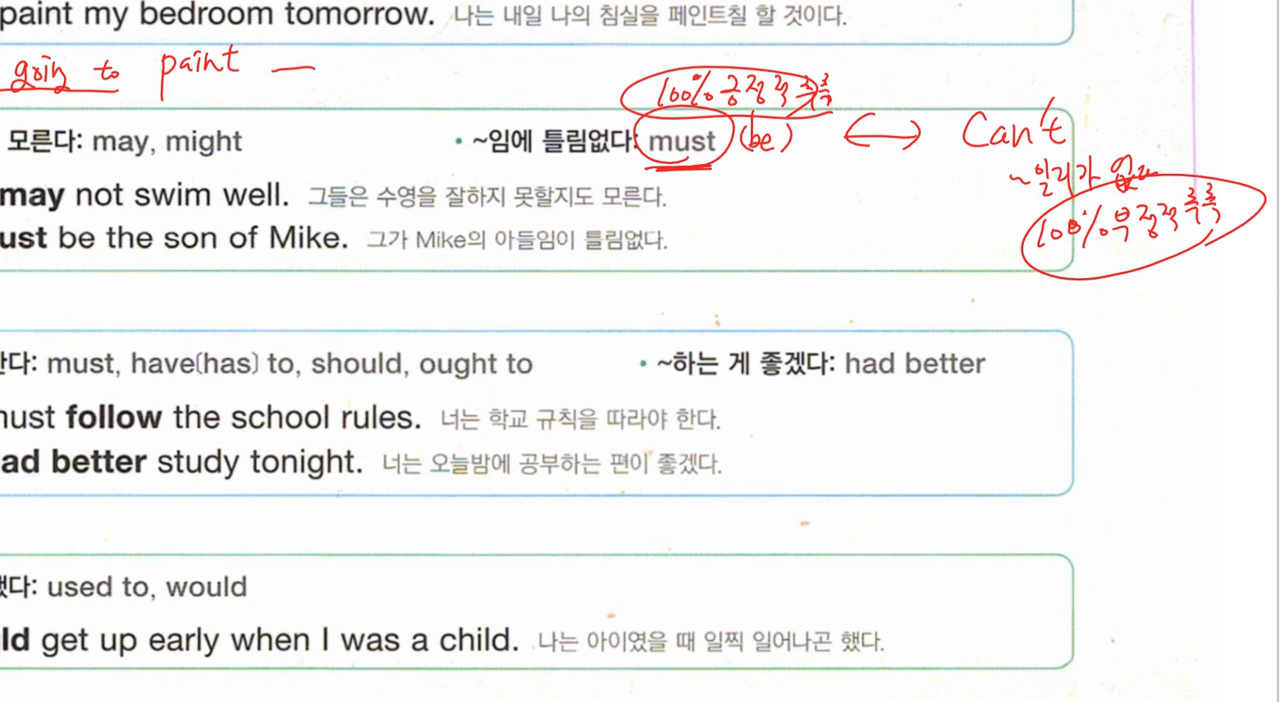 paint my bedroom tomorrow. 나는 내일 나의 침실을 페인트칠 할 것이다.
goin to paint —
100% 긍정적 추측
모른다: may, might • ~임에 틀림없다: must (be) ↔ Can't
~일리가 없다
may not swim well. 그들은 수영을 잘하지 못할지도 모른다.
100% 부정적 추측
ust be the son of Mike. 그가 Mike의 아들임이 틀림없다.
한다: must, have(has) to, should, ought to • ~하는 게 좋겠다: had better
must follow the school rules. 너는 학교 규칙을 따라야 한다.
ad better study tonight. 너는 오늘밤에 공부하는 편이 좋겠다.
했다: used to, would
ld get up early when I was a child. 나는 아이였을 때 일찍 일어나곤 했다.